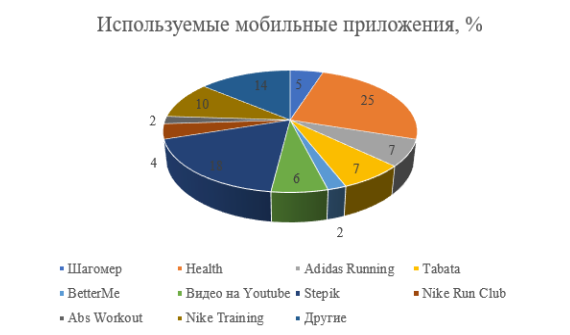 Используемые мобильные приложения, %
14
5
25
10
2
7
4
7
6
2
Шагомер Health Adidas Running Tabata
BetterMe Видео на Youtube Stepik Nike Run Club
Abs Workout Nike Training Другие